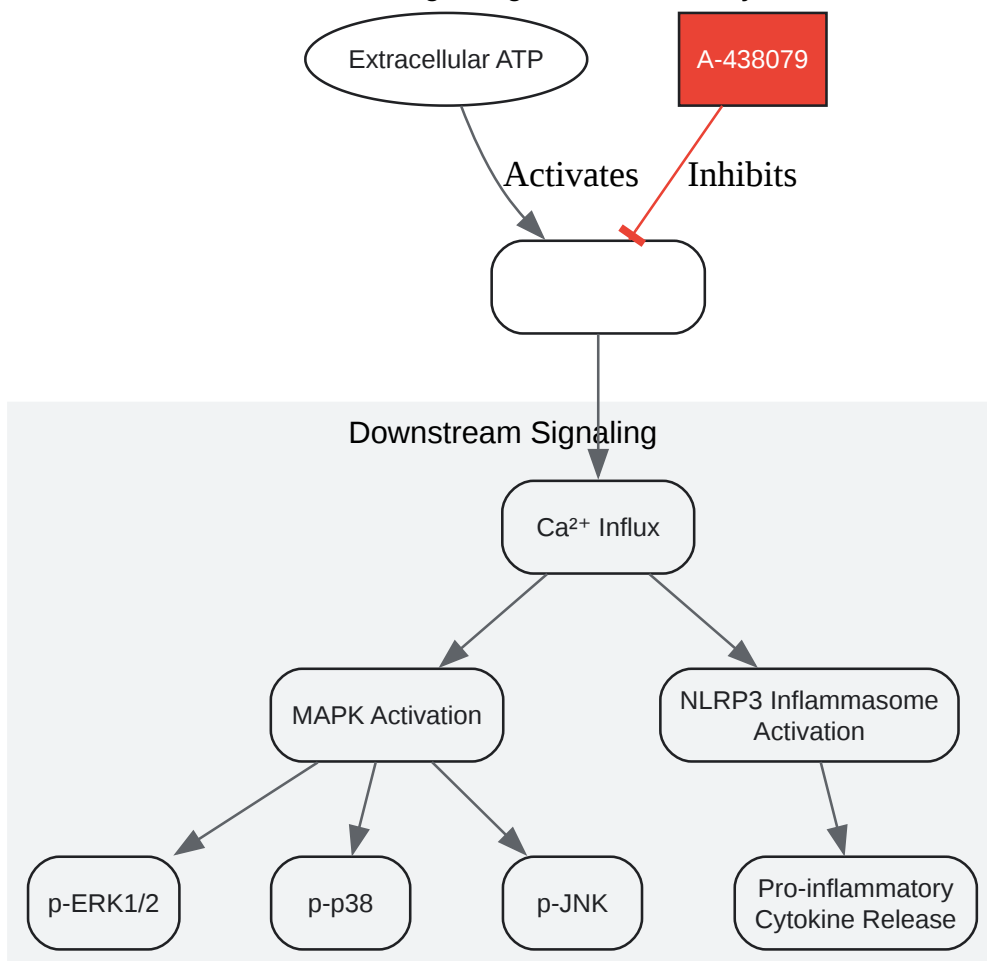 Extracellular ATP
A-438079
Activates
Inhibits
Downstream Signaling
Ca²⁺ Influx
MAPK Activation
NLRP3 Inflammasome
Activation
p-ERK1/2
p-p38
p-JNK
Pro-inflammatory
Cytokine Release